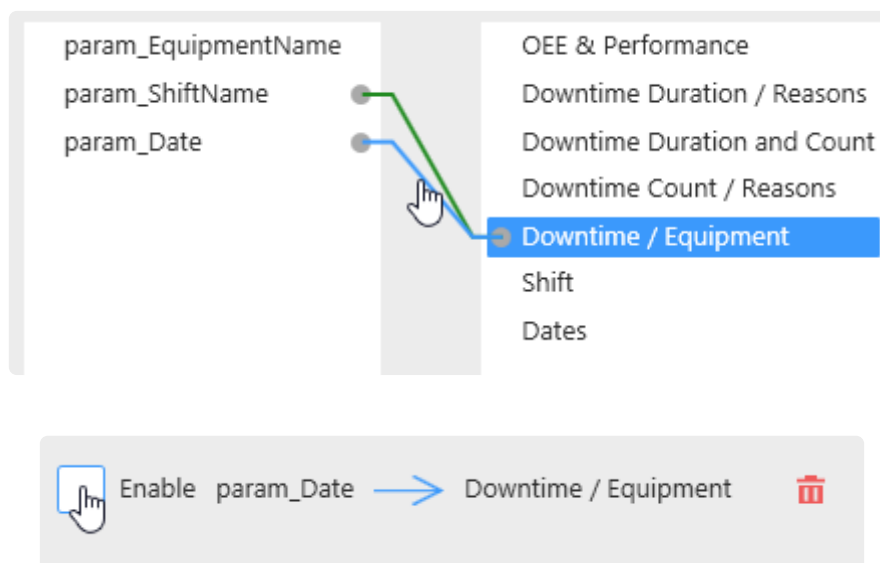 param_EquipmentName
param_ShiftName
param_Date
OEE & Performance
Downtime Duration / Reasons
Downtime Duration and Count
Downtime Count / Reasons
Downtime / Equipment
Shift
Dates
Enable param_Date Downtime / Equipment